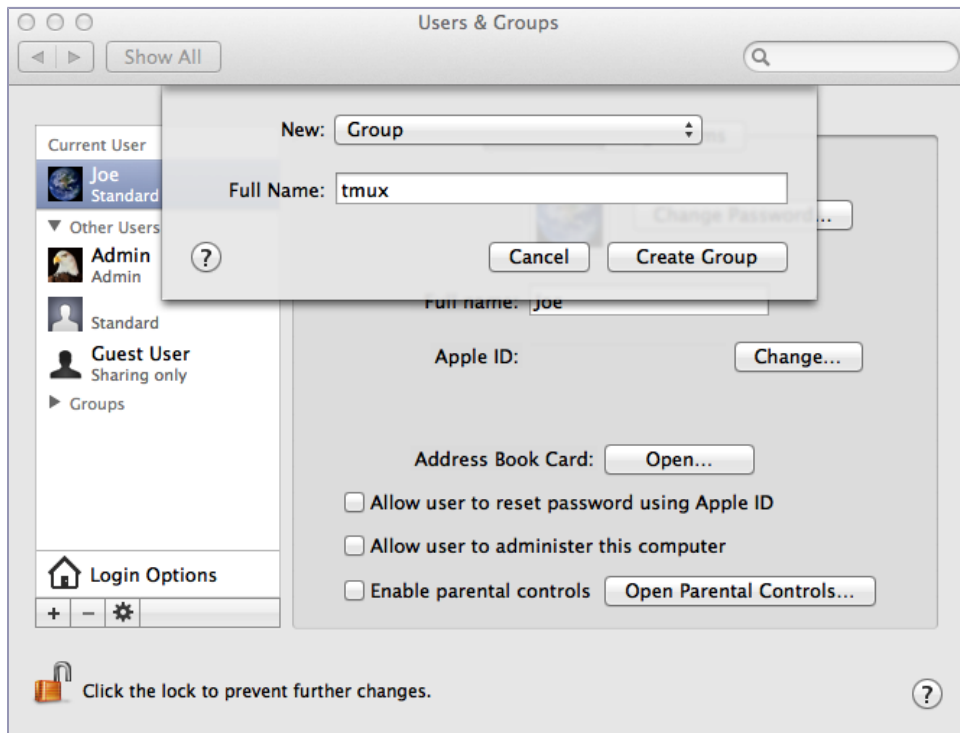 Users & Groups
Show All
New: Group
Full Name: tmux
? Cancel Create Group
Current User
Joe
Standard
Other Users
Admin
Admin
Standard
Guest User
Sharing only
Groups
Login Options
Change Password...
Full name: Joe
Apple ID: Change...
Address Book Card: Open...
Allow user to reset password using Apple ID
Allow user to administer this computer
Enable parental controls Open Parental Controls...
+ -
Click the lock to prevent further changes.
?